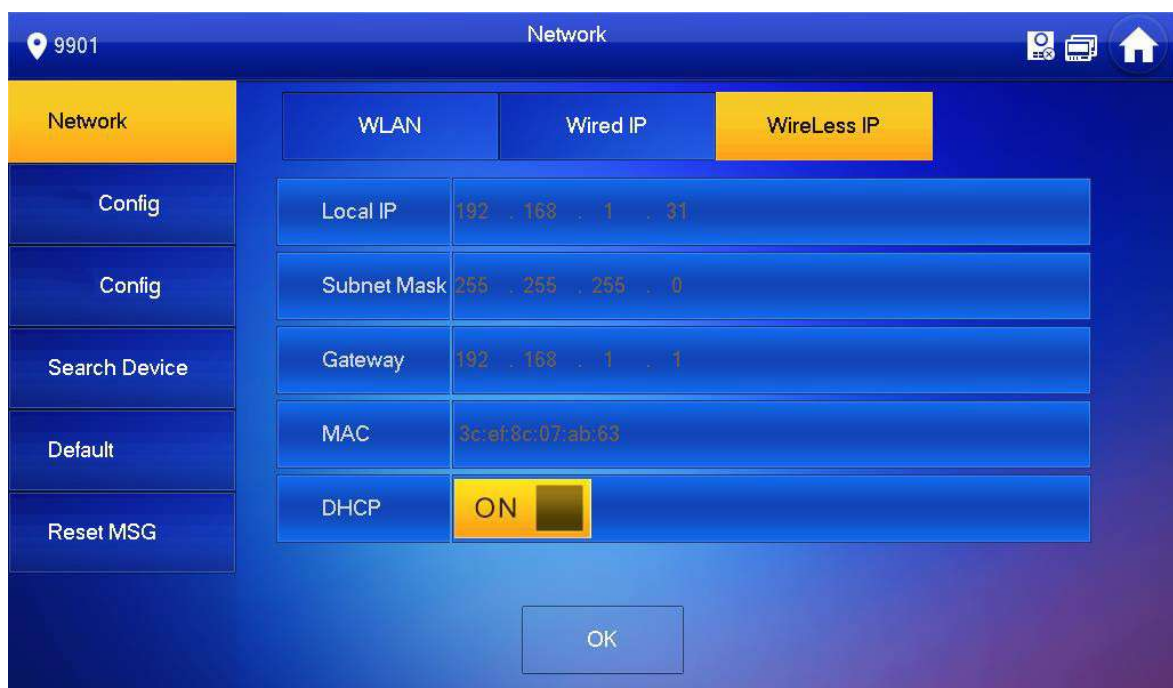 9901
Network
Network
WLAN
Wired IP
WireLess IP
Config
Local IP
192 . 168 . 1 . 31
Config
Subnet Mask
255 . 255 . 255 . 0
Search Device
Gateway
192 . 168 . 1 . 1
Default
MAC
3c:ef:8c:07:ab:63
Reset MSG
DHCP
ON
OK